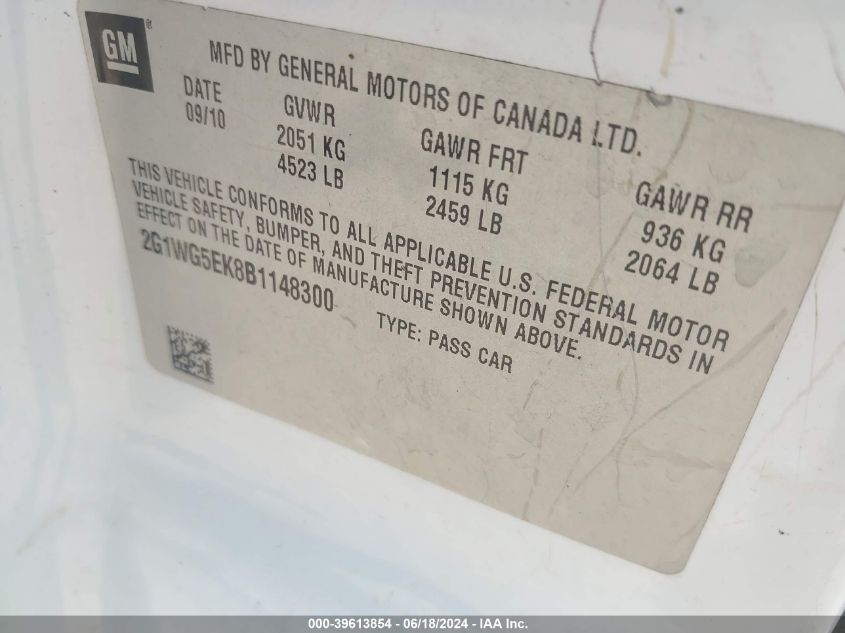 GM®
MFD BY GENERAL MOTORS OF CANADA LTD.
DATE GVWR GAWR FRT GAWR RR
09/10 2051 KG 1115 KG 936 KG
4523 LB 2459 LB 2064 LB
THIS VEHICLE CONFORMS TO ALL APPLICABLE U.S. FEDERAL MOTOR
VEHICLE SAFETY, BUMPER, AND THEFT PREVENTION STANDARDS IN
EFFECT ON THE DATE OF MANUFACTURE SHOWN ABOVE.
2G1WG5EK8B1148300 TYPE: PASS CAR
000-39613854 - 06/18/2024 - IAA Inc.